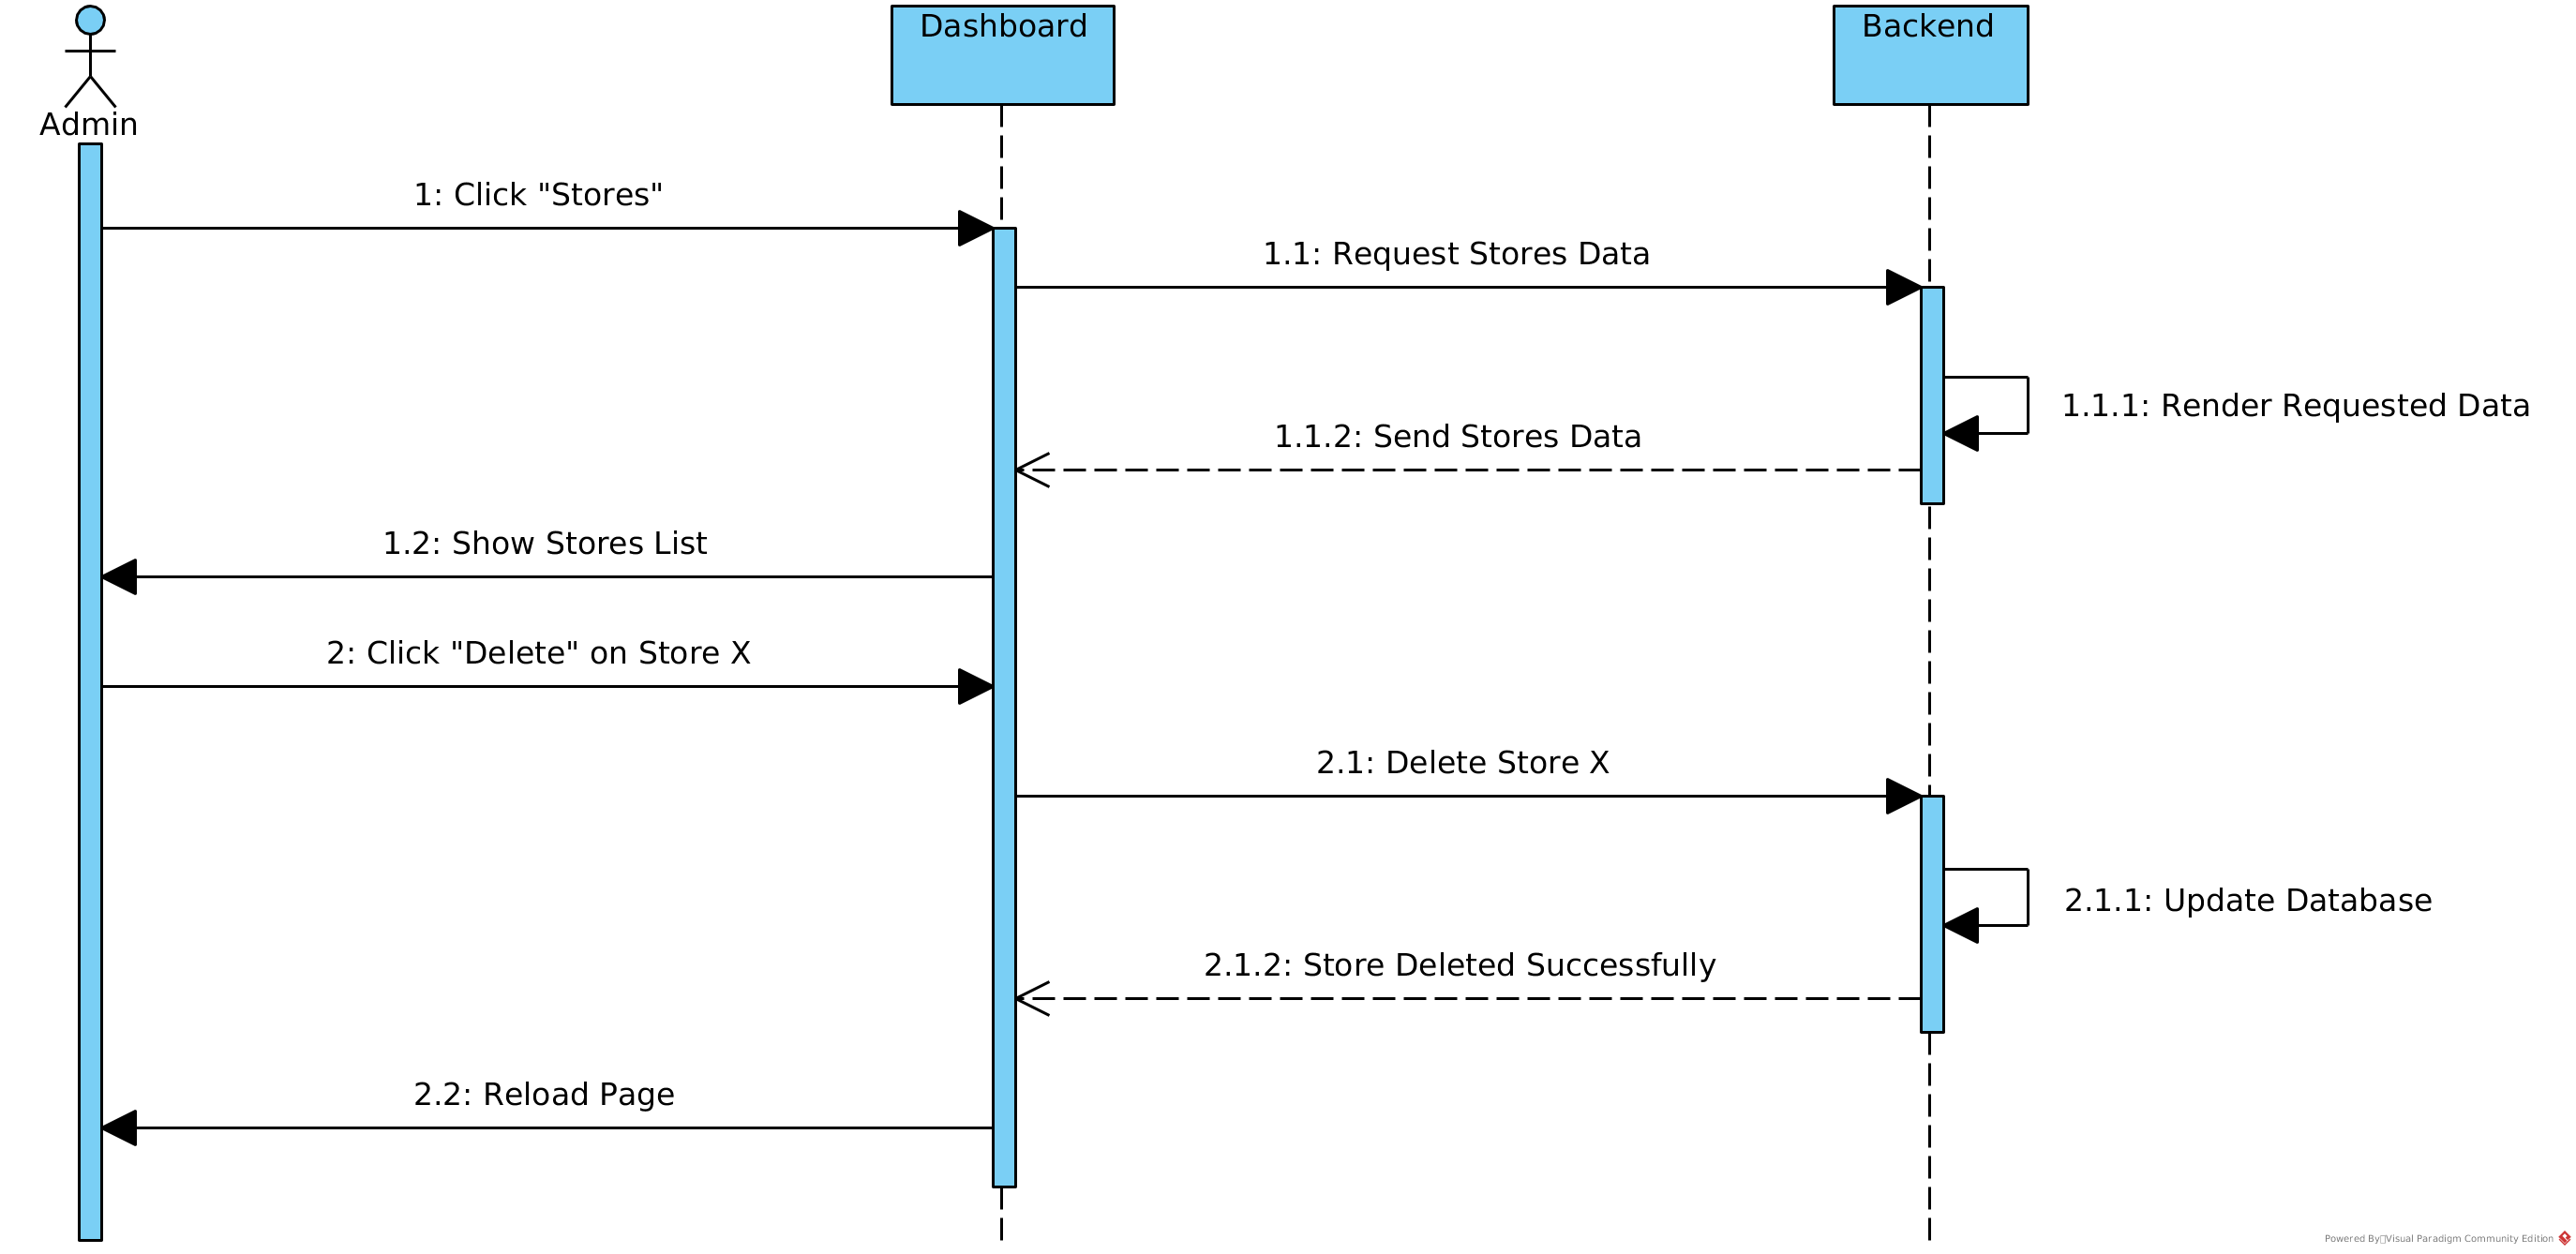 Dashboard
Backend
Admin
1: Click "Stores"
1.1: Request Stores Data
1.1.1: Render Requested Data
1.1.2: Send Stores Data
1.2: Show Stores List
2: Click "Delete" on Store X
2.1: Delete Store X
2.1.1: Update Database
2.1.2: Store Deleted Successfully
2.2: Reload Page
Powered By Visual Paradigm Community Edition